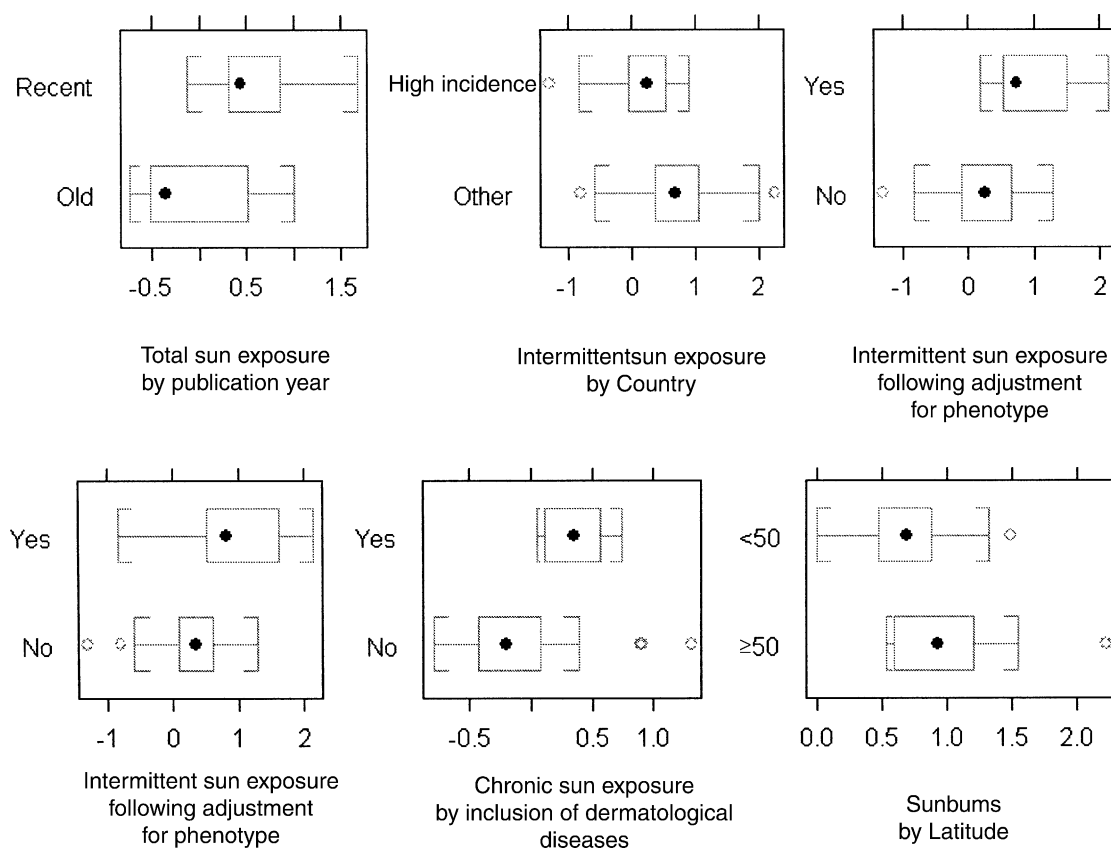 Recent
Old
-0.5
0.5
1.5
Total sun exposure
by publication year
High incidence
Other
-1
0
1
2
Intermittentsun exposure
by Country
Yes
No
-1
0
1
2
Intermittent sun exposure
following adjustment
for phenotype
Yes
No
-1
0
1
2
Intermittent sun exposure
following adjustment
for phenotype
Yes
No
-0.5
0.5
1.0
Chronic sun exposure
by inclusion of dermatological
diseases
<50
≥50
0.0
0.5
1.0
1.5
2.0
Sunbums
by Latitude